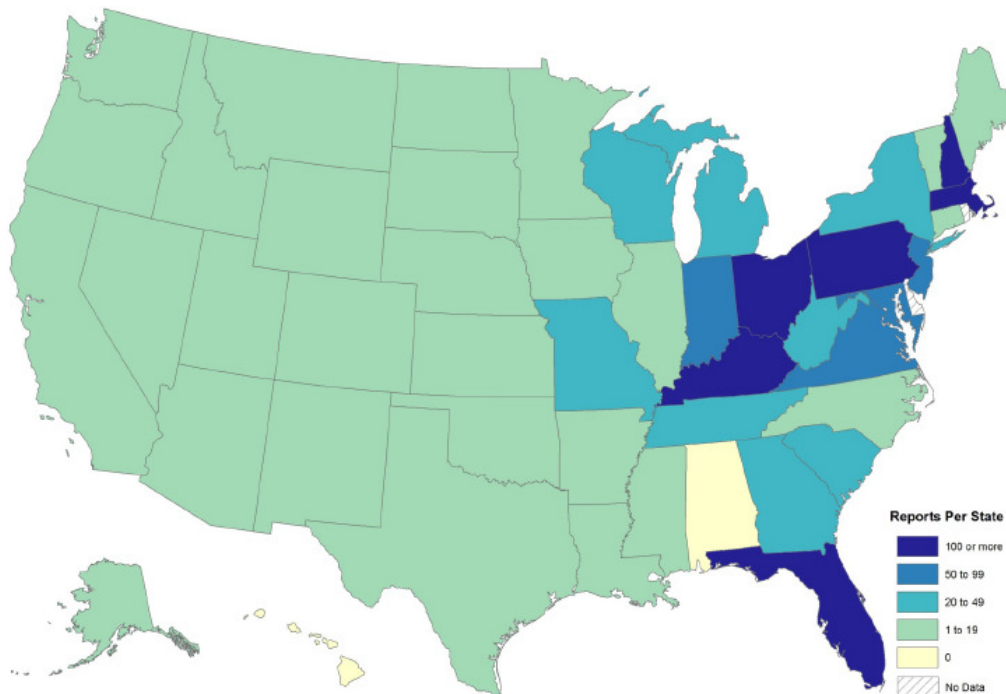 Reports Per State
100 or more
50 to 99
20 to 49
1 to 19
0
No Data